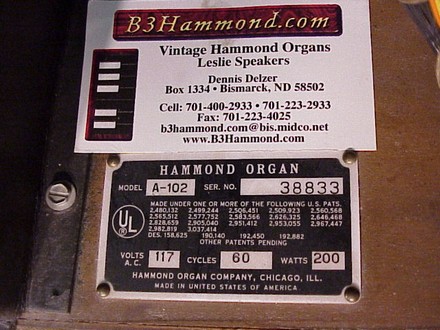 B3Hammond.com
Vintage Hammond Organs
Leslie Speakers
Dennis Delzer
Box 1334 • Bismarck, ND 58502
Cell: 701-400-2933 • 701-223-2933
Fax: 701-223-4025
b3hammond.com@bis.midco.net
www.B3Hammond.com
HAMMOND ORGAN
MODEL A-102 SER. NO. 38833
MADE UNDER ONE OR MORE OF THE FOLLOWING U.S. PATS.
2,480,132 2,499,244 2,506,451 2,509,923 2,560,568
2,565,512 2,577,752 2,583,566 2,626,325 2,646,468
2,828,659 2,905,040 2,951,412 2,953,055 2,967,447
2,982,819 3,037,414
DES. 158,625 190,140 192,450 192,882
OTHER PATENTS PENDING
UL
VOLTS A.C. 117 CYCLES 60 WATTS 200
HAMMOND ORGAN COMPANY, CHICAGO, ILL.
MADE IN UNITED STATES OF AMERICA